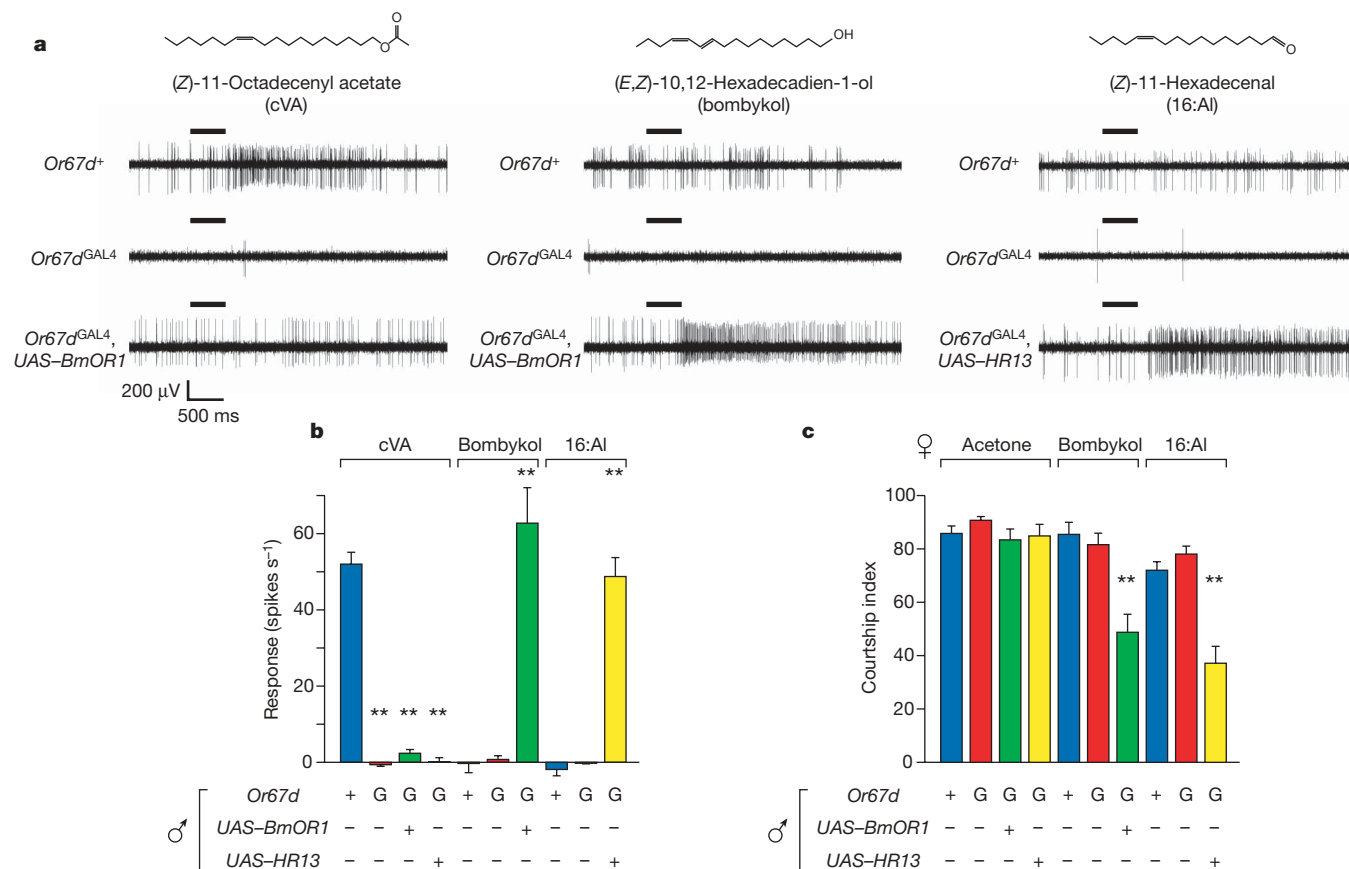 a
O
O
OH
O
(Z)-11-Octadecenyl acetate
(cVA)
(E,Z)-10,12-Hexadecadien-1-ol
(bombykol)
(Z)-11-Hexadecenal
(16:Al)
Or67d+
Or67d+
Or67d+
Or67dGAL4
Or67dGAL4
Or67dGAL4
Or67dGAL4,
UAS–BmOR1
Or67dGAL4,
UAS–BmOR1
Or67dGAL4,
UAS–HR13
200 µV
500 ms
b
cVA Bombykol 16:Al
** ** ** ** **
Response (spikes s−1)
60
40
20
0
Or67d + G G G + G G + G G
♂ UAS–BmOR1 – – + – – – + – – –
UAS–HR13 – – – + – – – – – +
c
♀ Acetone Bombykol 16:Al
** **
Courtship index
100
80
60
40
20
0
Or67d + G G G + G G + G G
♂ UAS–BmOR1 – – + – – – + – – –
UAS–HR13 – – – + – – – – – +